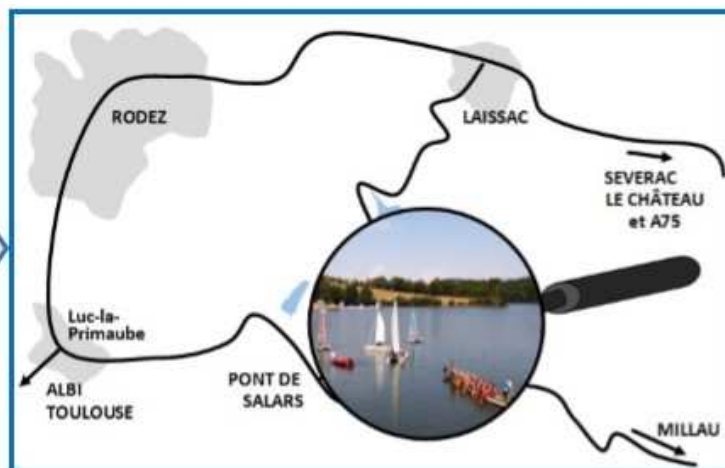 RODEZ
LAISSAC
SEVERAC
LE CHÂTEAU
et A75
Luc-la-
Primaube
ALBI
TOULOUSE
PONT DE
SALARS
MILLAU